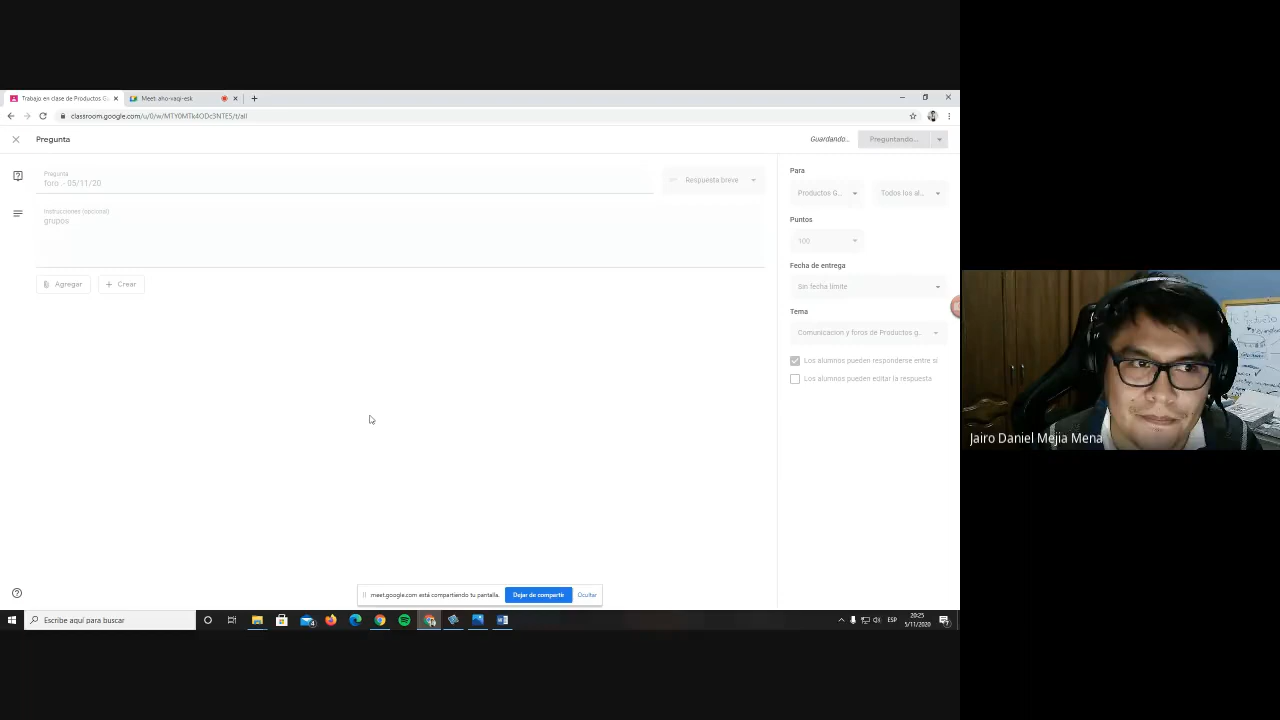 Trabajo en clase de Productos G
Meet: aho-vaqj-esk
classroom.google.com/u/0/w/MTY0MTk4ODc3NTE5/t/all
Pregunta
Guardando...
Preguntando...
Pregunta
foro - 05/11/20
Respuesta breve
Instrucciones (opcional)
grupos
Agregar
Crear
Para
Productos G...
Todos los al...
Puntos
100
Fecha de entrega
Sin fecha límite
Tema
Comunicacion y foros de Productos g...
Los alumnos pueden responderse entre sí
Los alumnos pueden editar la respuesta
Jairo Daniel Mejia Mena
meet.google.com está compartiendo tu pantalla.
Dejar de compartir
Ocultar
Escribe aquí para buscar
ESP
20:25
5/11/2020